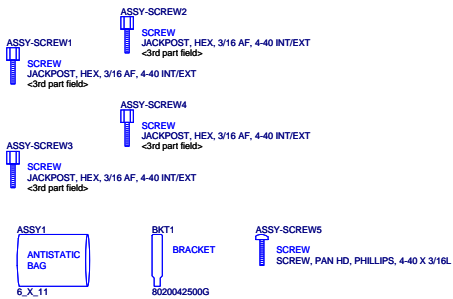 ASSY-SCREW2
SCREW
JACKPOST, HEX, 3/16 AF, 4-40 INT/EXT
<3rd part field>
ASSY-SCREW1
SCREW
JACKPOST, HEX, 3/16 AF, 4-40 INT/EXT
<3rd part field>
ASSY-SCREW4
SCREW
JACKPOST, HEX, 3/16 AF, 4-40 INT/EXT
<3rd part field>
ASSY-SCREW3
SCREW
JACKPOST, HEX, 3/16 AF, 4-40 INT/EXT
<3rd part field>
ASSY1
ANTISTATIC
BAG
6_X_11
BKT1
BRACKET
8020042500G
ASSY-SCREW5
SCREW
SCREW, PAN HD, PHILLIPS, 4-40 X 3/16L